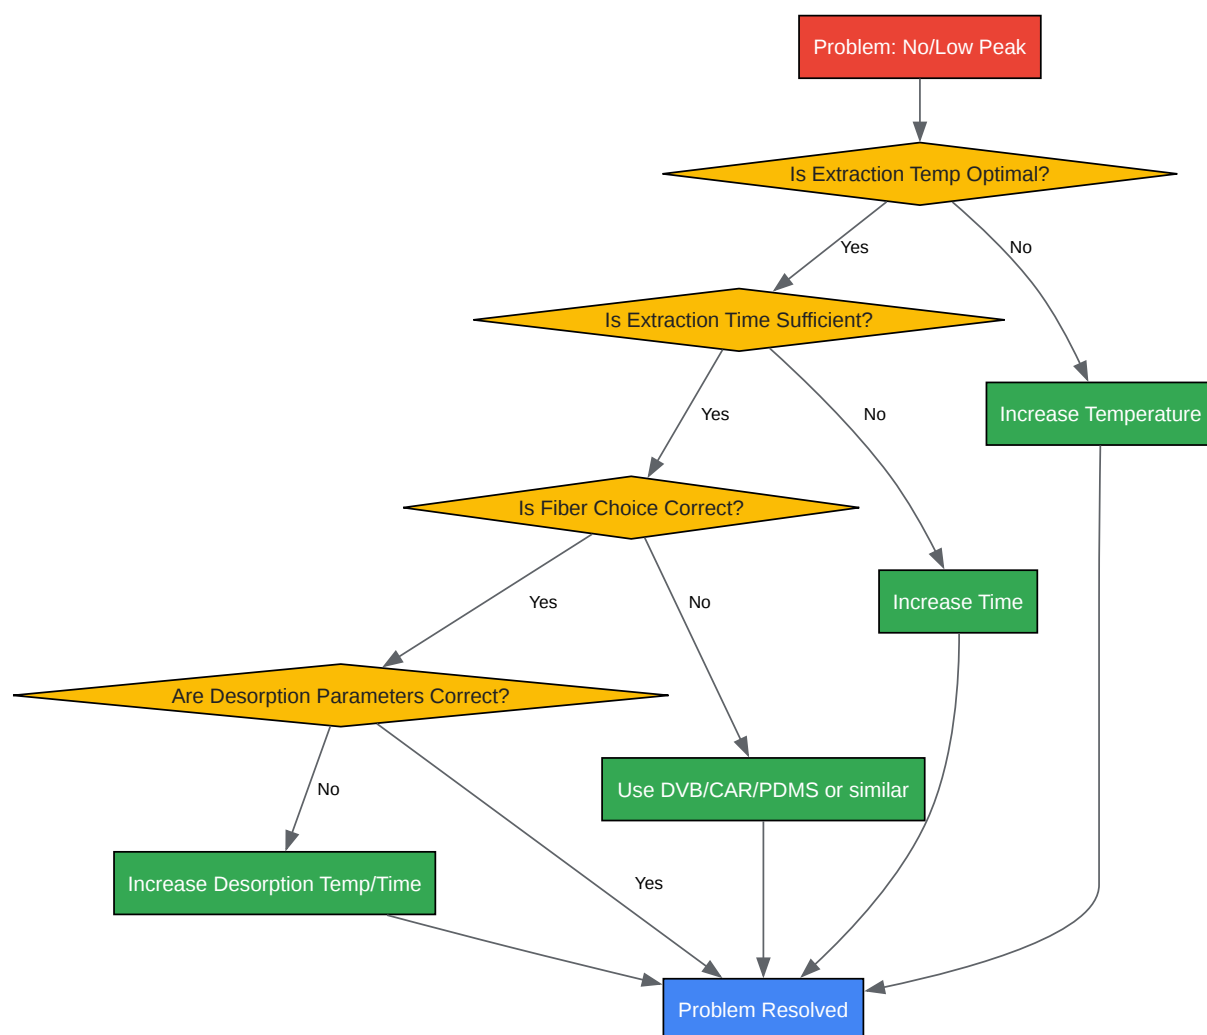 Problem: No/Low Peak
Is Extraction Temp Optimal?
Yes
No
Is Extraction Time Sufficient?
Yes
No
Increase Temperature
Is Fiber Choice Correct?
Yes
No
Increase Time
Are Desorption Parameters Correct?
No
Use DVB/CAR/PDMS or similar
Increase Desorption Temp/Time
Yes
Problem Resolved